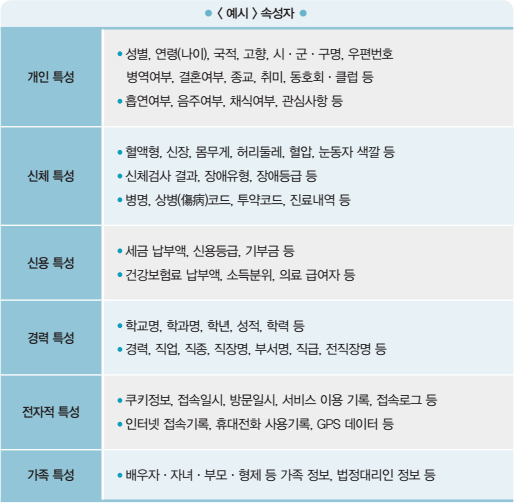 ● < 예시 > 속성자 ●
개인 특성
● 성별, 연령(나이), 국적, 고향, 시·군·구명, 우편번호
병역여부, 결혼여부, 종교, 취미, 동호회·클럽 등
● 흡연여부, 음주여부, 채식여부, 관심사항 등
신체 특성
● 혈액형, 신장, 몸무게, 허리둘레, 혈압, 눈동자 색깔 등
● 신체검사 결과, 장애유형, 장애등급 등
● 병명, 상병(傷病)코드, 투약코드, 진료내역 등
신용 특성
● 세금 납부액, 신용등급, 기부금 등
● 건강보험료 납부액, 소득분위, 의료 급여자 등
경력 특성
● 학교명, 학과명, 학년, 성적, 학력 등
● 경력, 직업, 직종, 직장명, 부서명, 직급, 전직장명 등
전자적 특성
● 쿠키정보, 접속일시, 방문일시, 서비스 이용 기록, 접속로그 등
● 인터넷 접속기록, 휴대전화 사용기록, GPS 데이터 등
가족 특성
● 배우자·자녀·부모·형제 등 가족 정보, 법정대리인 정보 등